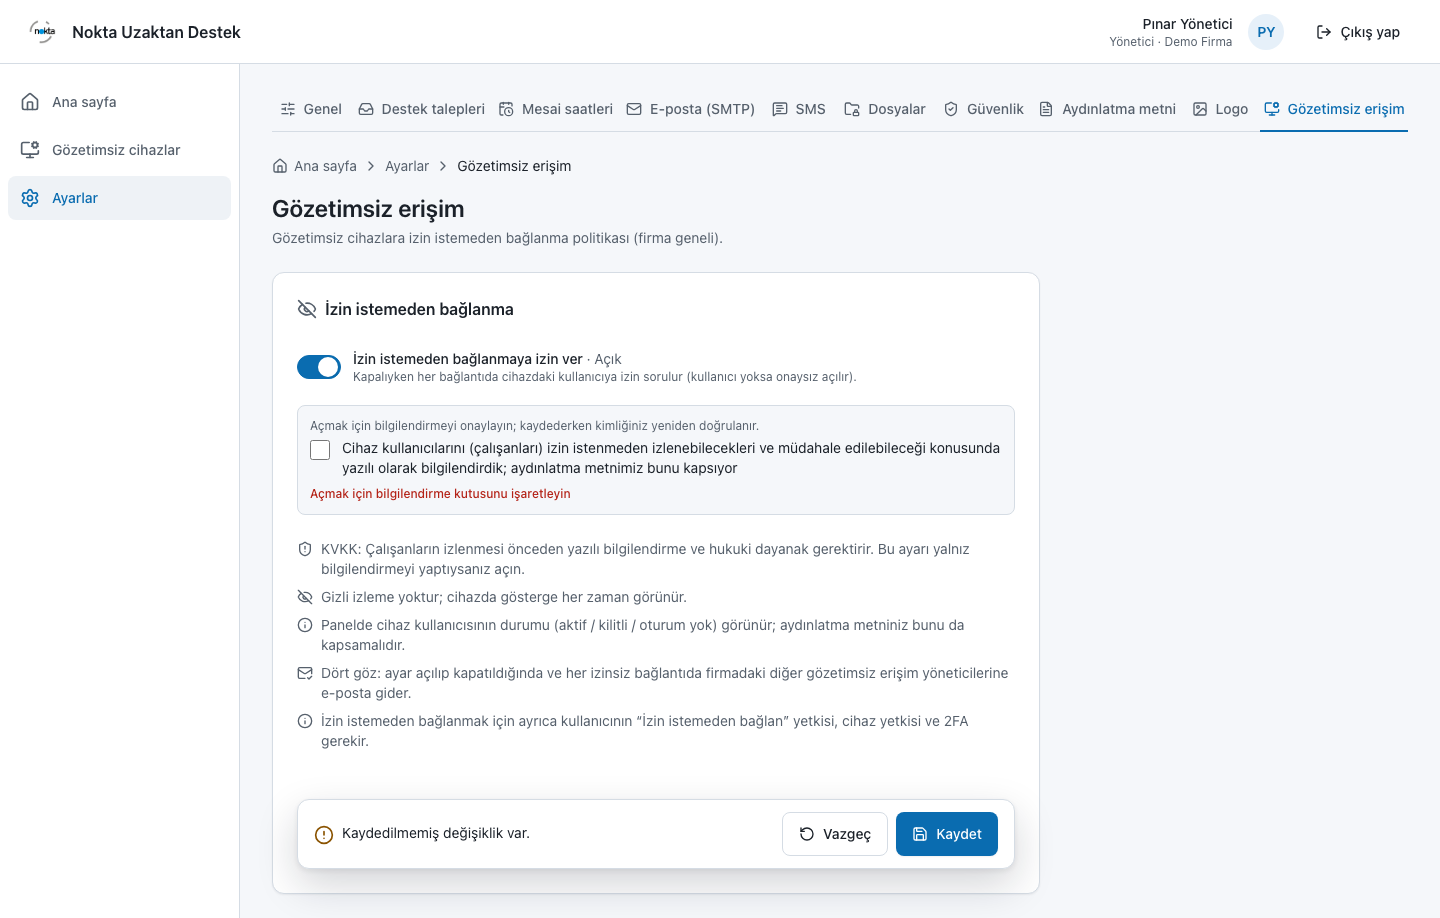 nokta
Nokta Uzaktan Destek
Pınar Yönetici
Yönetici · Demo Firma
PY
Çıkış yap
Ana sayfa
Gözetimsiz cihazlar
Ayarlar
Genel
Destek talepleri
Mesai saatleri
E-posta (SMTP)
SMS
Dosyalar
Güvenlik
Aydınlatma metni
Logo
Gözetimsiz erişim
Ana sayfa > Ayarlar > Gözetimsiz erişim
Gözetimsiz erişim
Gözetimsiz cihazlara izin istemeden bağlanma politikası (firma geneli).
İzin istemeden bağlanma
İzin istemeden bağlanmaya izin ver · Açık
Kapalıyken her bağlantıda cihazdaki kullanıcıya izin sorulur (kullanıcı yoksa onaysız açılır).
Açmak için bilgilendirmeyi onaylayın; kaydederken kimliğiniz yeniden doğrulanır.
Cihaz kullanıcılarını (çalışanları) izin istenmeden izlenebilecekleri ve müdahale edilebileceği konusunda
yazılı olarak bilgilendirdik; aydınlatma metnimiz bunu kapsıyor
Açmak için bilgilendirme kutusunu işaretleyin
KVKK: Çalışanların izlenmesi önceden yazılı bilgilendirme ve hukuki dayanak gerektirir. Bu ayarı yalnız
bilgilendirmeyi yaptıysanız açın.
Gizli izleme yoktur; cihazda gösterge her zaman görünür.
Panelde cihaz kullanıcısının durumu (aktif / kilitli / oturum yok) görünür; aydınlatma metniniz bunu da
kapsamalıdır.
Dört göz: ayar açılıp kapatıldığında ve her izinsiz bağlantıda firmadaki diğer gözetimsiz erişim yöneticilerine
e-posta gider.
İzin istemeden bağlanmak için ayrıca kullanıcının “İzin istemeden bağlan” yetkisi, cihaz yetkisi ve 2FA
gerekir.
Kaydedilmemiş değişiklik var.
Vazgeç
Kaydet